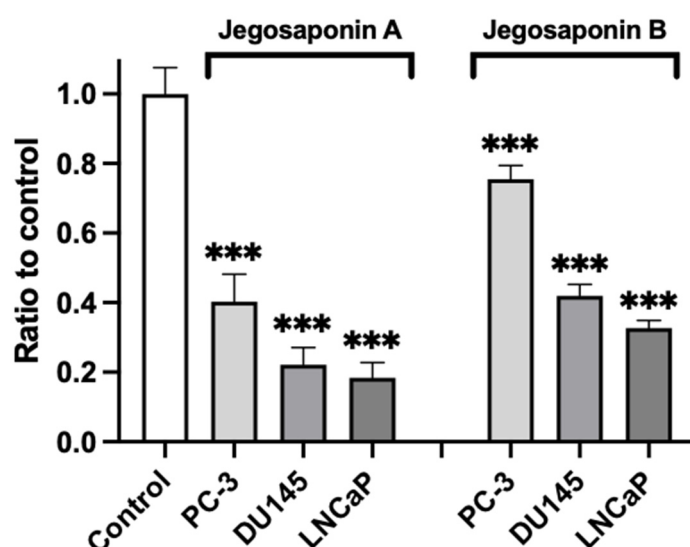 Jegosaponin A
Jegosaponin B
Ratio to control
1.0
0.8
0.6
0.4
0.2
0.0
***
***
***
***
***
***
Control
PC-3
DU145
LNCaP
PC-3
DU145
LNCaP